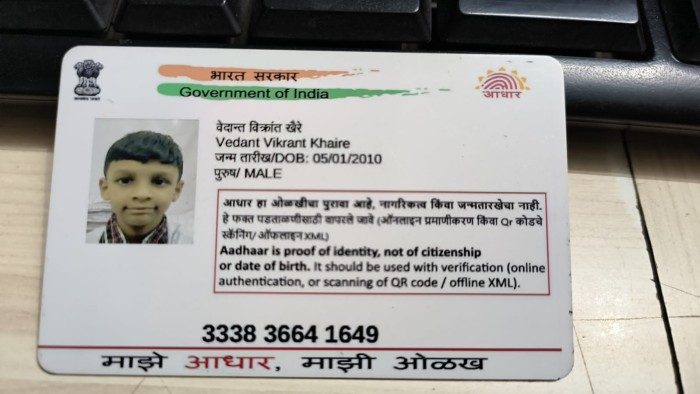 भारत सरकार
Government of India
आधार
वेदान्त विक्रांत खैरे
Vedant Vikrant Khaire
जन्म तारीख/DOB: 05/01/2010
पुरुष/ MALE
आधार हा ओळखीचा पुरावा आहे, नागरिकत्व किंवा जन्मतारखेचा नाही.
हे फक्त पडताळणीसाठी वापरले जावे (ऑनलाइन प्रमाणीकरण किंवा Qr कोडचे
स्कॅनिंग/ ऑफलाइन XML)
Aadhaar is proof of identity, not of citizenship
or date of birth. It should be used with verification (online
authentication, or scanning of QR code / offline XML).
3338 3664 1649
माझे आधार, माझी ओळख